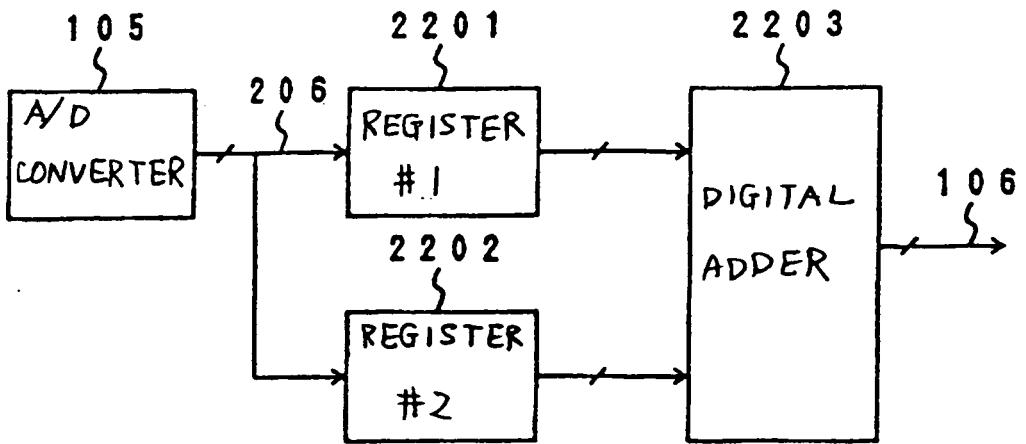 105
2201
2203
A/D
CONVERTER
206
REGISTER
#1
DIGITAL
ADDER
106
2202
REGISTER
#2